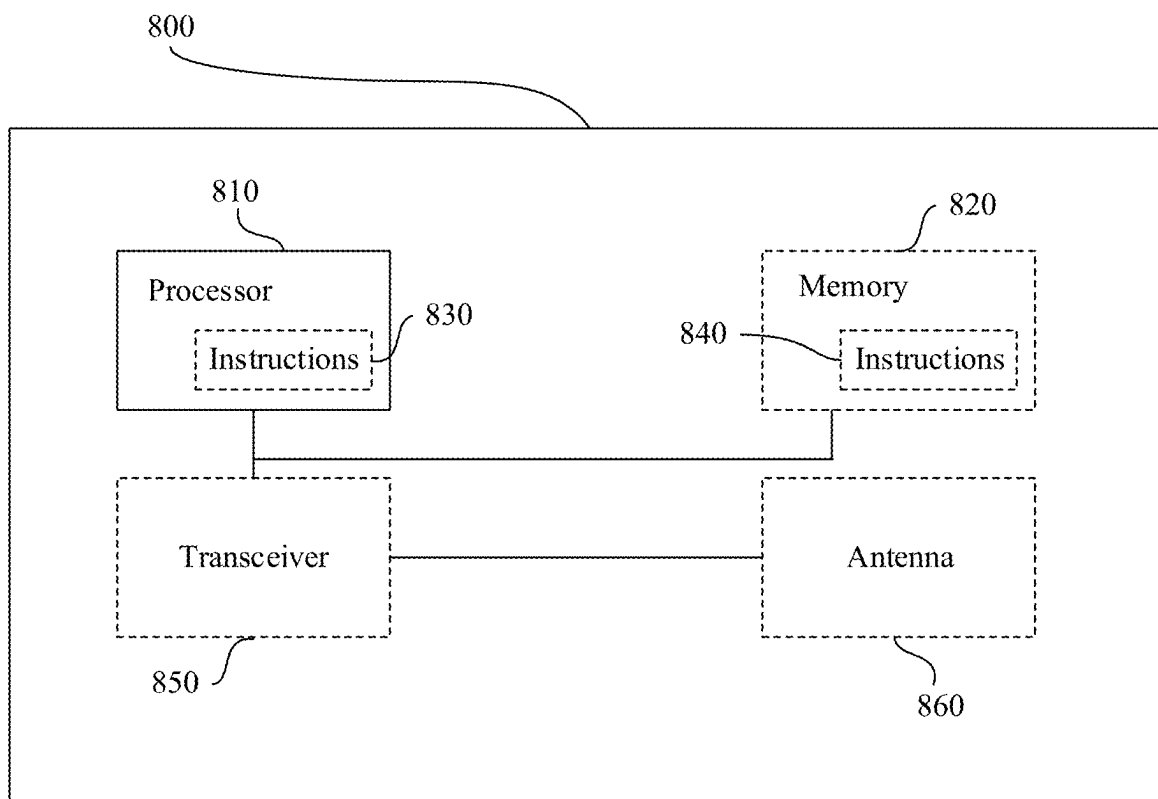 800
810
820
Processor
Memory
830
840
Instructions
Instructions
Transceiver
Antenna
850
860